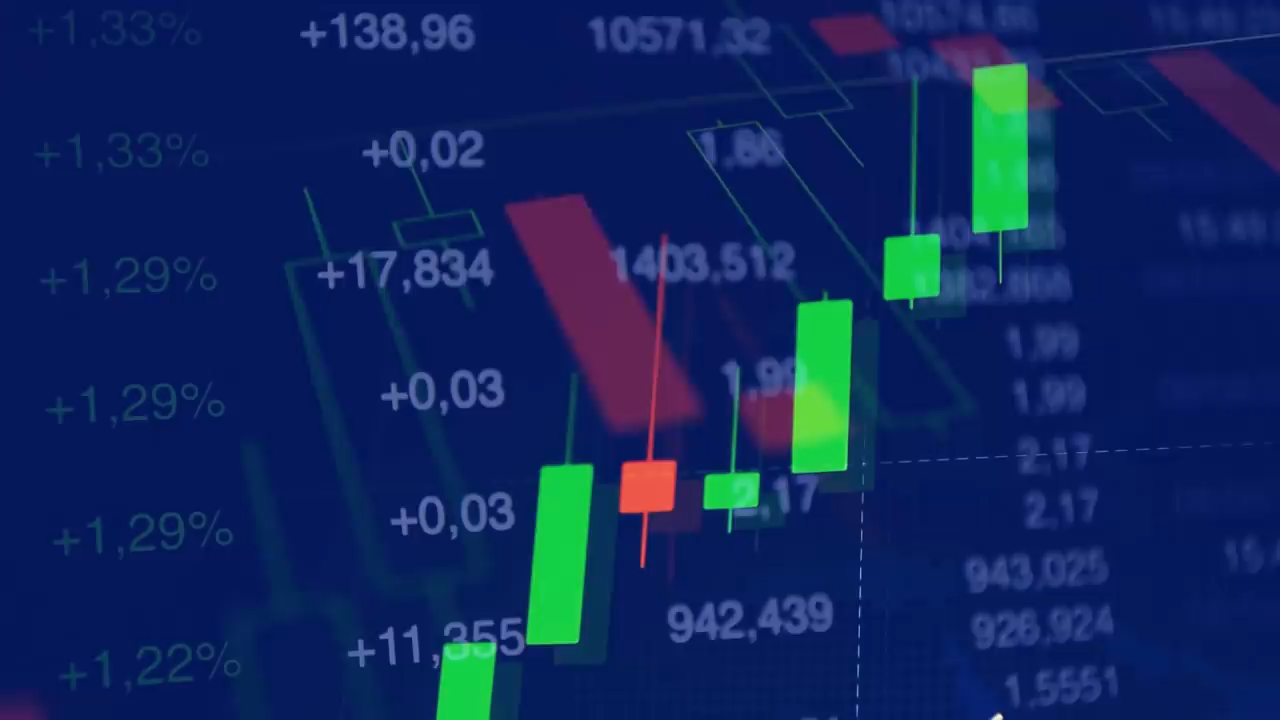 +1,33% +138,96 10571,32
+1,33% +0,02 1,86
+1,29% +17,834 1403,512
1,99
+1,29% +0,03 1,99
1,99
2,17
+1,29% +0,03 2,17
2,17
943,025
+1,22% +11,355 942,439 926,924
1,5551